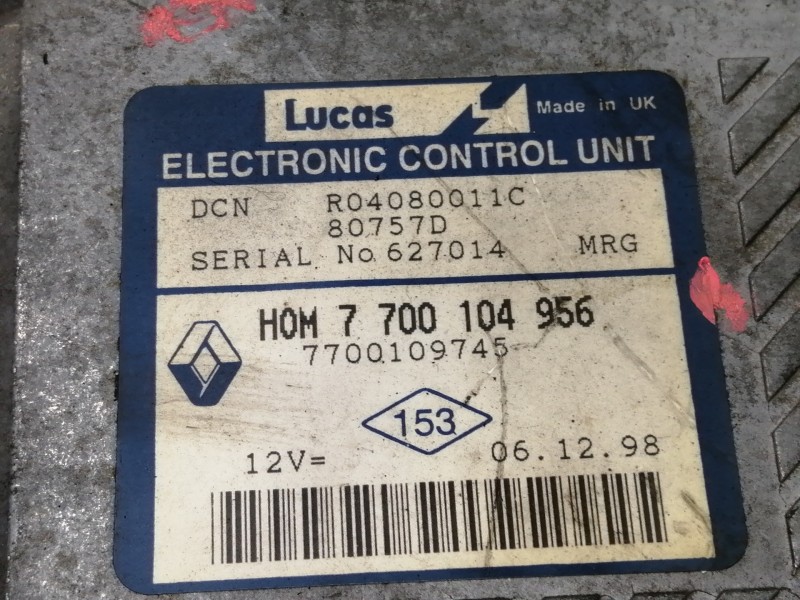 Lucas
Made in UK
ELECTRONIC CONTROL UNIT
DCN R04080011C
80757D
SERIAL No 627014 MRG
HOM 7 700 104 956
7700109745
153
12V= 06.12.98